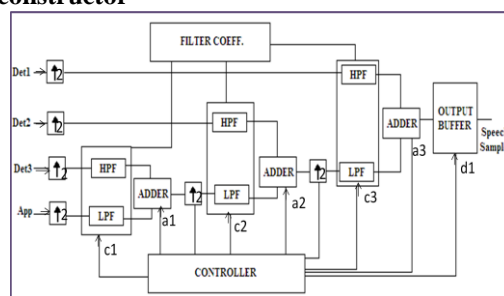 constructor
FILTER COEFF.
Det1
2
HPF
Det2
2
HPF
OUTPUT
BUFFER
ADDER
Speec
Sampl
a3
d1
Det3
2
HPF
ADDER
2
LPF
ADDER
2
LPF
App
2
LPF
a1
a2
c3
c1
c2
CONTROLLER